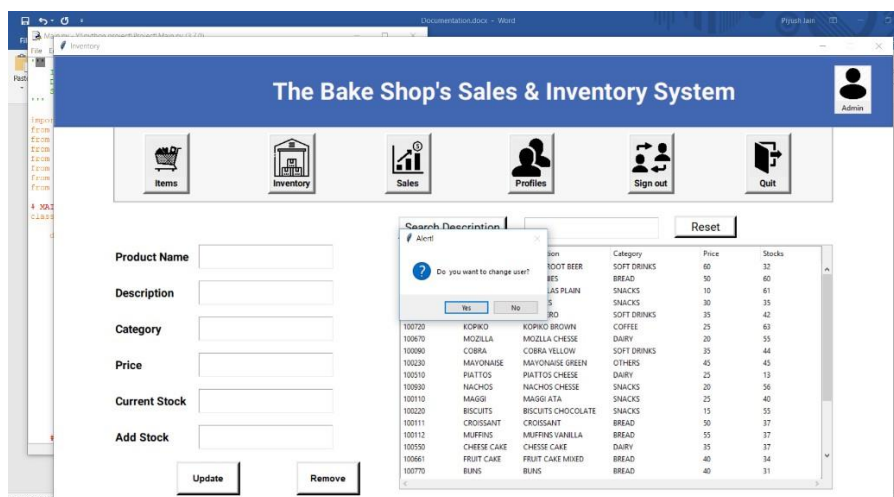 Documentation.docx - Word
Pijush Jain
Inventory
File
Paste
The Bake Shop's Sales & Inventory System
Admin
Items
Inventory
Sales
Profiles
Sign out
Quit
Search Description
Reset
Alert!
Do you want to change user?
Yes
No
Product Name
Description
Category
Price
Current Stock
Add Stock
Update
Remove
Category Price Stocks
ROOT BEER SOFT DRINKS 60 32
BREAD 50 60
PLAIN SNACKS 10 61
SNACKS 30 35
SOFT DRINKS 35 42
100720 KOPIKO KOPIKO BROWN COFFEE 25 63
100670 MOZILLA MOZLLA CHESSE DAIRY 20 55
100090 COBRA COBRA YELLOW SOFT DRINKS 35 44
100230 MAYONAISE MAYONAISE GREEN OTHERS 45 45
100510 PIATTOS PIATTOS CHEESE DAIRY 25 13
100930 NACHOS NACHOS CHESSE SNACKS 20 56
100110 MAGGI MAGGI ATA SNACKS 25 40
100220 BISCUITS BISCUITS CHOCOLATE SNACKS 15 55
100111 CROISSANT CROISSANT BREAD 50 37
100112 MUFFINS MUFFINS VANILLA BREAD 55 37
100550 CHEESE CAKE CHESSE CAKE DAIRY 35 37
100661 FRUIT CAKE FRUIT CAKE MIXED BREAD 40 34
100770 BUNS BUNS BREAD 40 31